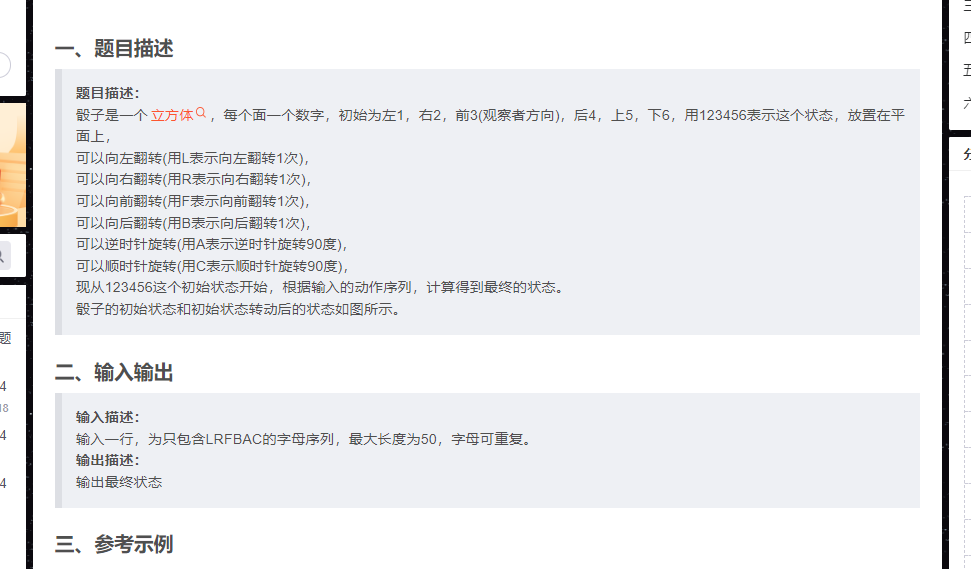 一、题目描述
题目描述：
骰子是一个 立方体 ，每个面一个数字，初始为左1，右2，前3(观察者方向)，后4，上5，下6，用123456表示这个状态，放置在平
面上，
可以向左翻转(用L表示向左翻转1次)，
可以向右翻转(用R表示向右翻转1次)，
可以向前翻转(用F表示向前翻转1次)，
可以向后翻转(用B表示向后翻转1次)，
可以逆时针旋转(用A表示逆时针旋转90度)，
可以顺时针旋转(用C表示顺时针旋转90度)，
现从123456这个初始状态开始，根据输入的动作序列，计算得到最终的状态。
骰子的初始状态和初始状态转动后的状态如图所示。
二、输入输出
输入描述：
输入一行，为只包含LRFBAC的字母序列，最大长度为50，字母可重复。
输出描述：
输出最终状态
三、参考示例
题
4
18
4
4
三
四
五
六